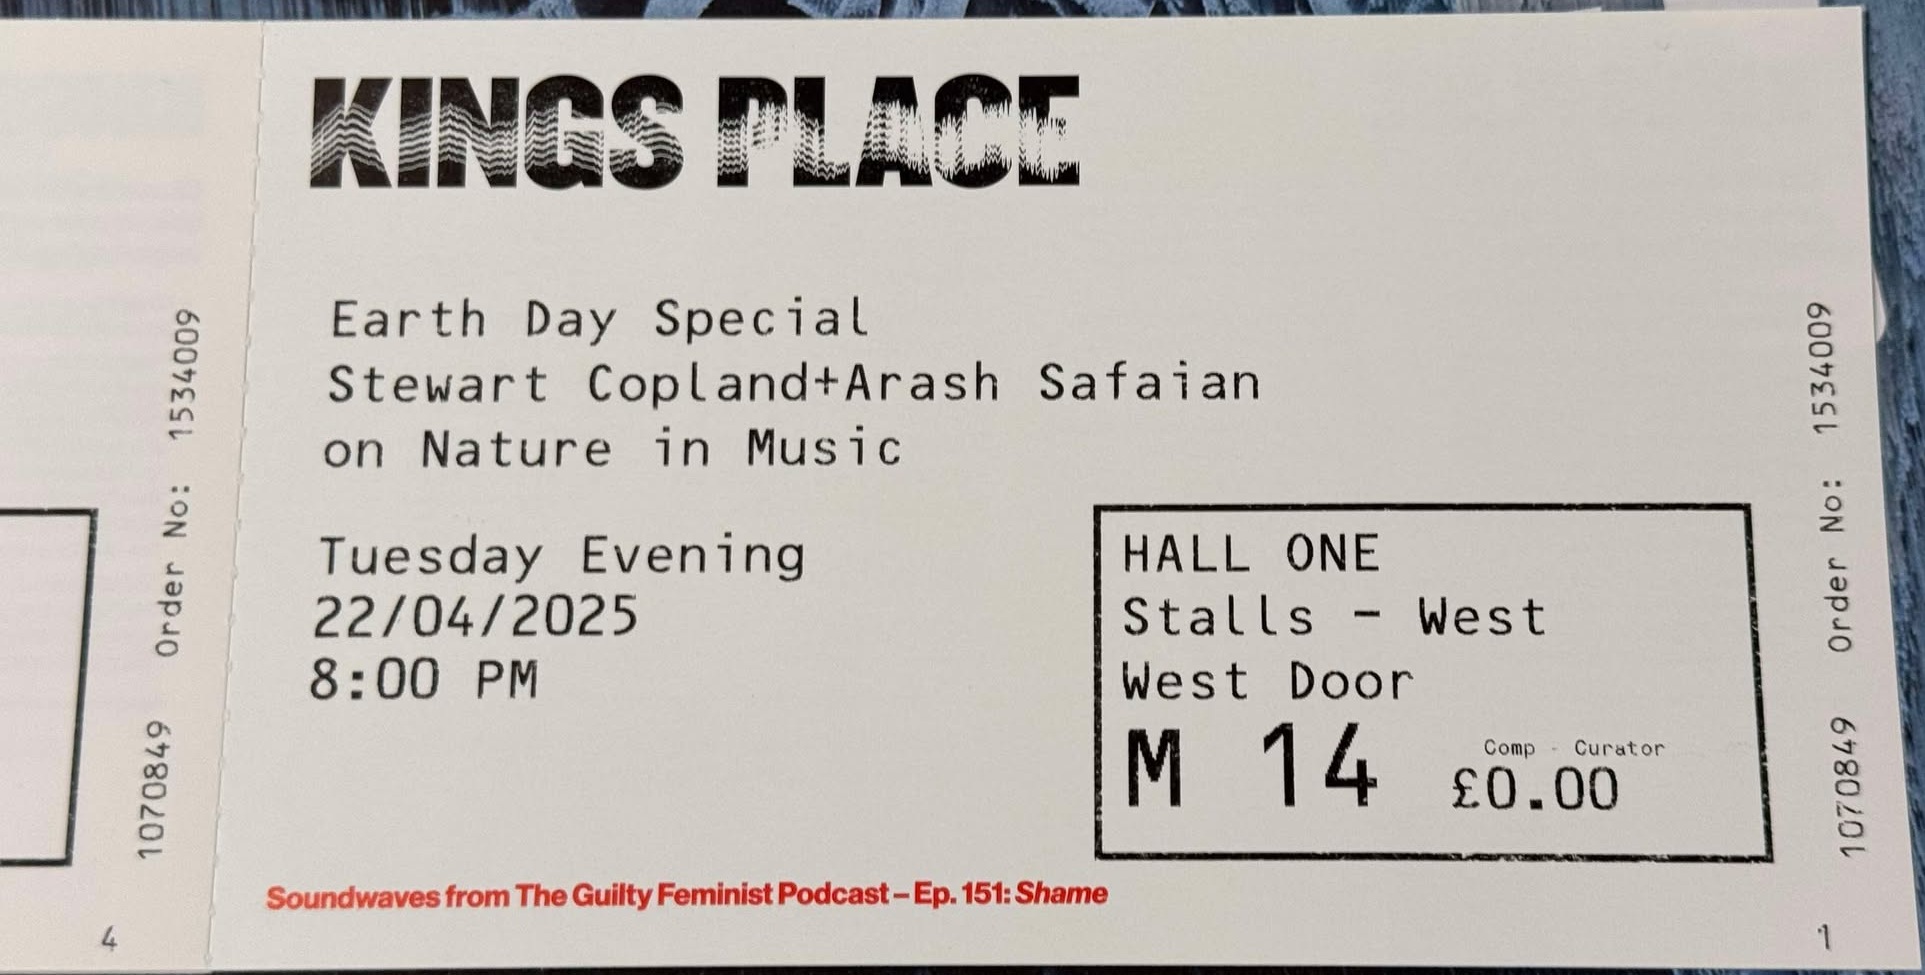 KINGS PLACE
Earth Day Special
Stewart Copland+Arash Safaian
on Nature in Music
Tuesday Evening
22/04/2025
8:00 PM
HALL ONE
Stalls - West
West Door
M 14
Comp - Curator
£0.00
Soundwaves from The Guilty Feminist Podcast – Ep. 151: Shame
1070849 Order No: 1534009
4
1070849 Order No: 1534009
1